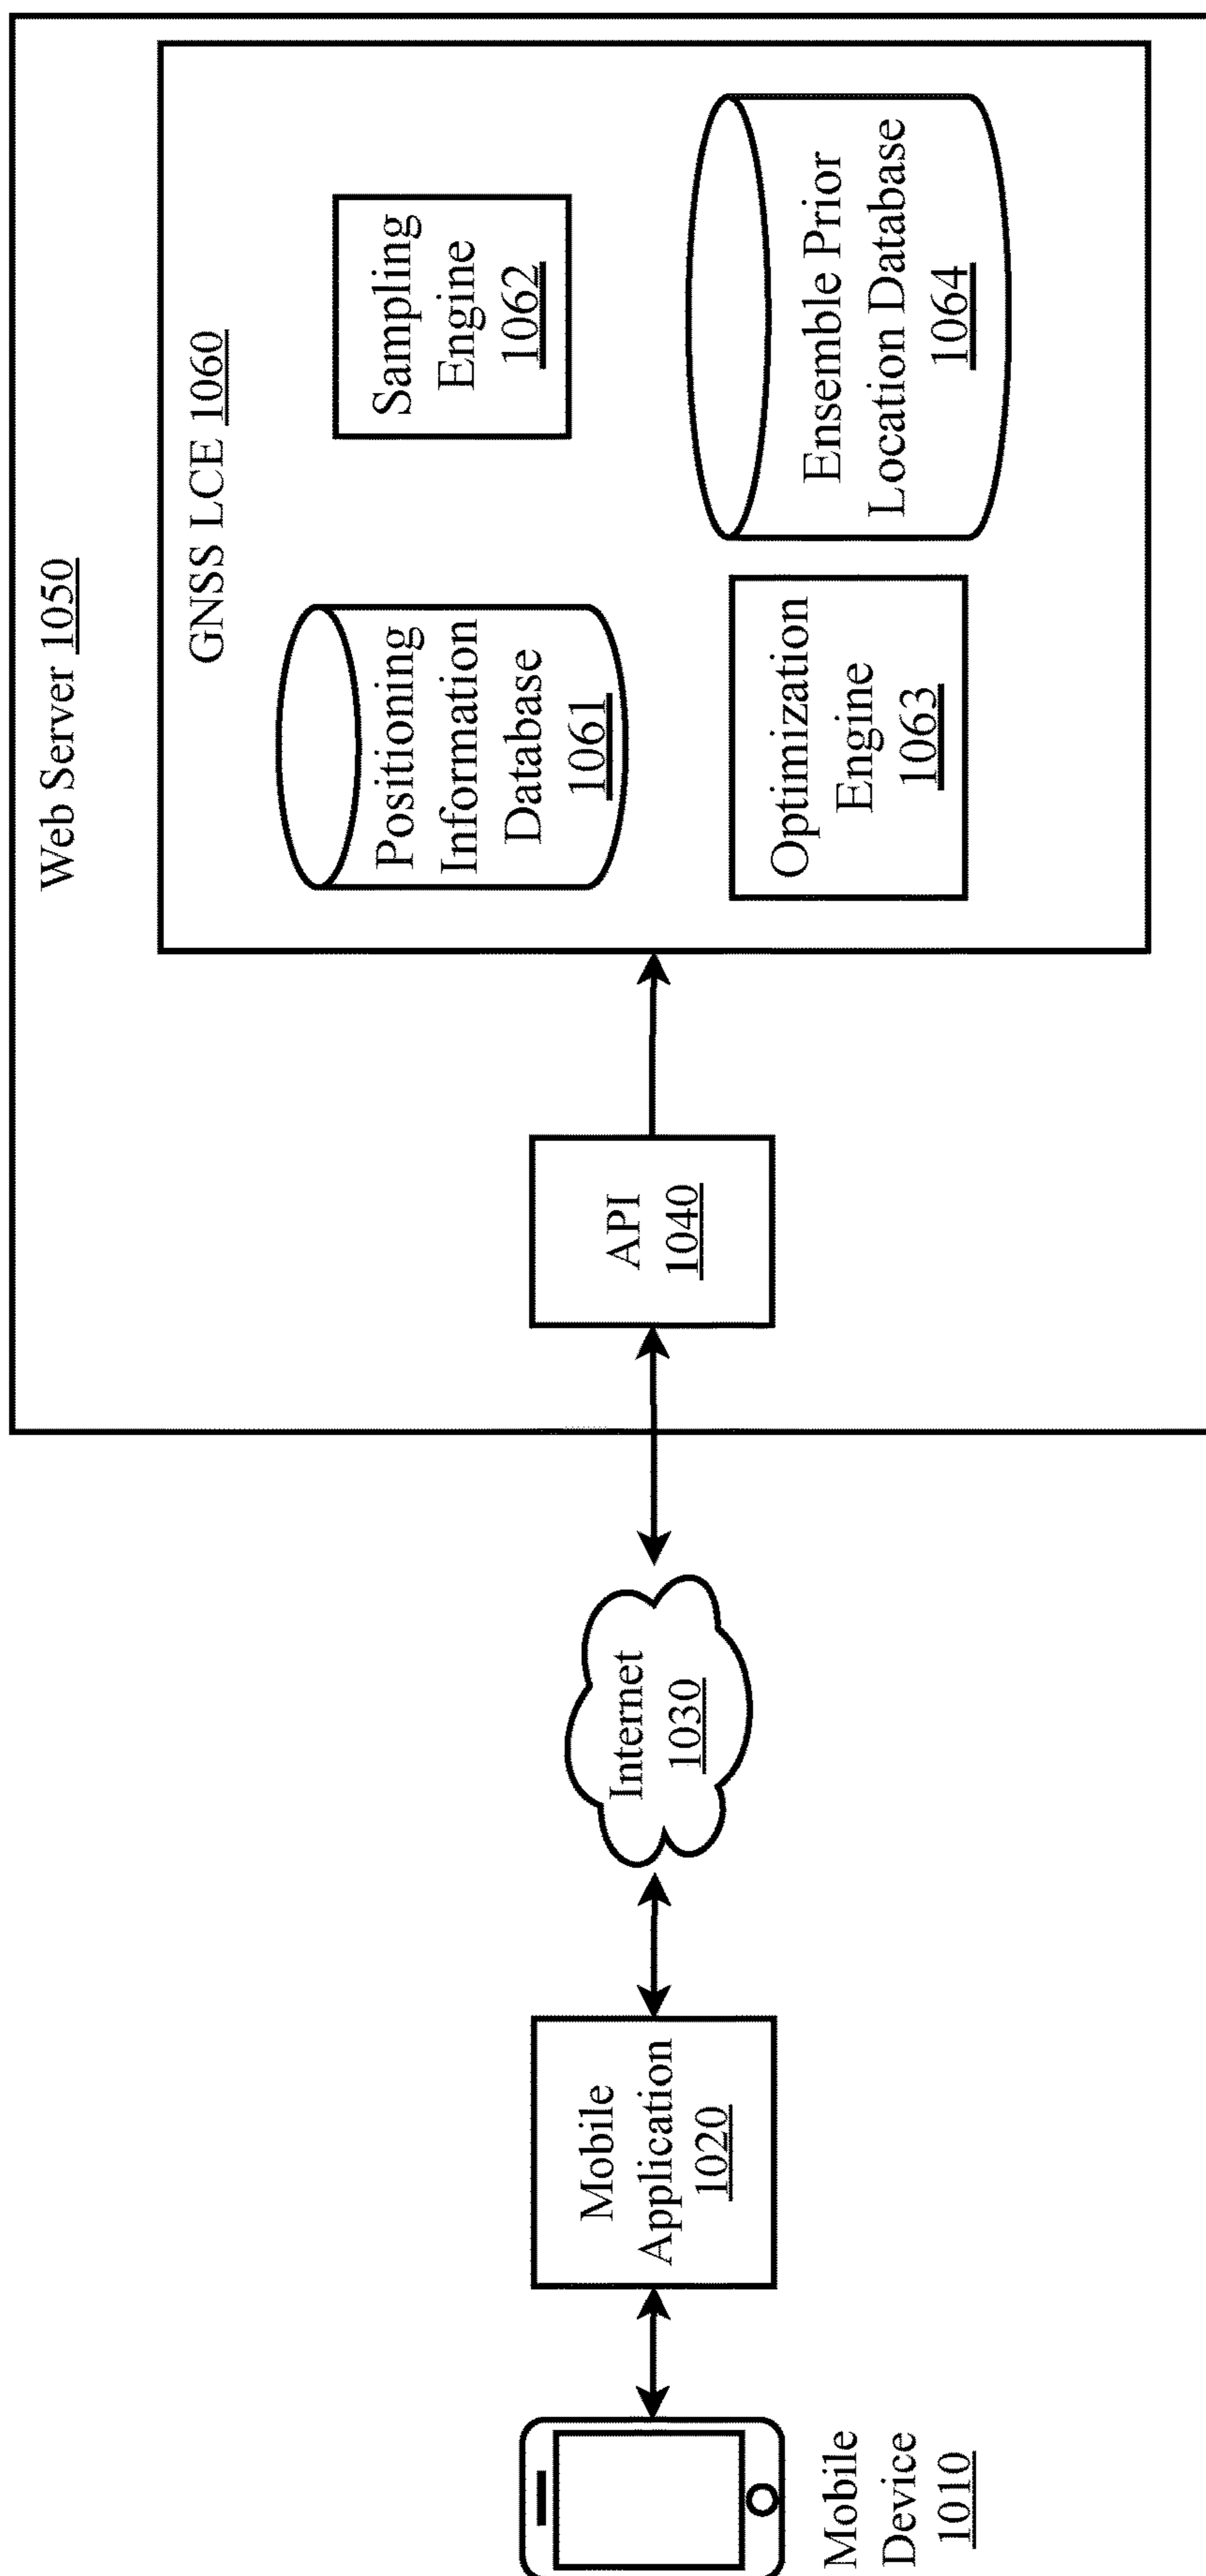 Web Server 1050
GNSS LCE 1060
Positioning
Information
Database
1061
Sampling
Engine
1062
Optimization
Engine
1063
Ensemble Prior
Location Database
1064
API
1040
Internet
1030
Mobile
Application
1020
Mobile
Device
1010